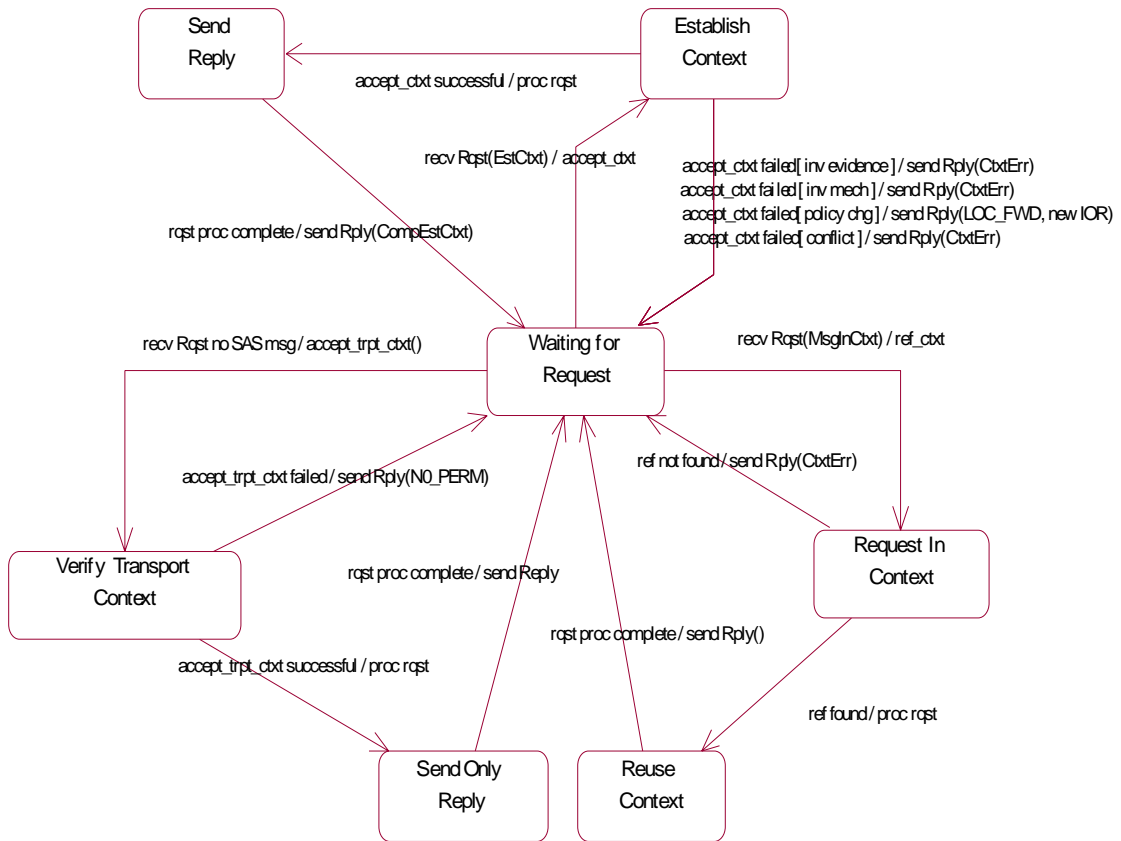 Send
Reply
Establish
Context
accept_ctxt successful / proc rqst
recv Rqst(EstCtxt) / accept_ctxt
accept_ctxt failed[ inv evidence ] / send Rply(CtxtErr)
accept_ctxt failed[ inv mech ] / send Rply(CtxtErr)
accept_ctxt failed[ policy chg ] / send Rply(LOC_FWD, new IOR)
accept_ctxt failed[ conflict ] / send Rply(CtxtErr)
rqst proc complete / send Rply(CompEstCtxt)
recv Rqst no SAS msg / accept_trpt_ctxt()
Waiting for
Request
recv Rqst(MsgInCtxt) / ref_ctxt
accept_trpt_ctxt failed / send Rply(N0_PERM)
ref not found / send Rply(CtxtErr)
Verify Transport
Context
Request In
Context
rqst proc complete / send Reply
rqst proc complete / send Rply()
accept_trpt_ctxt successful / proc rqst
ref found / proc rqst
Send Only
Reply
Reuse
Context